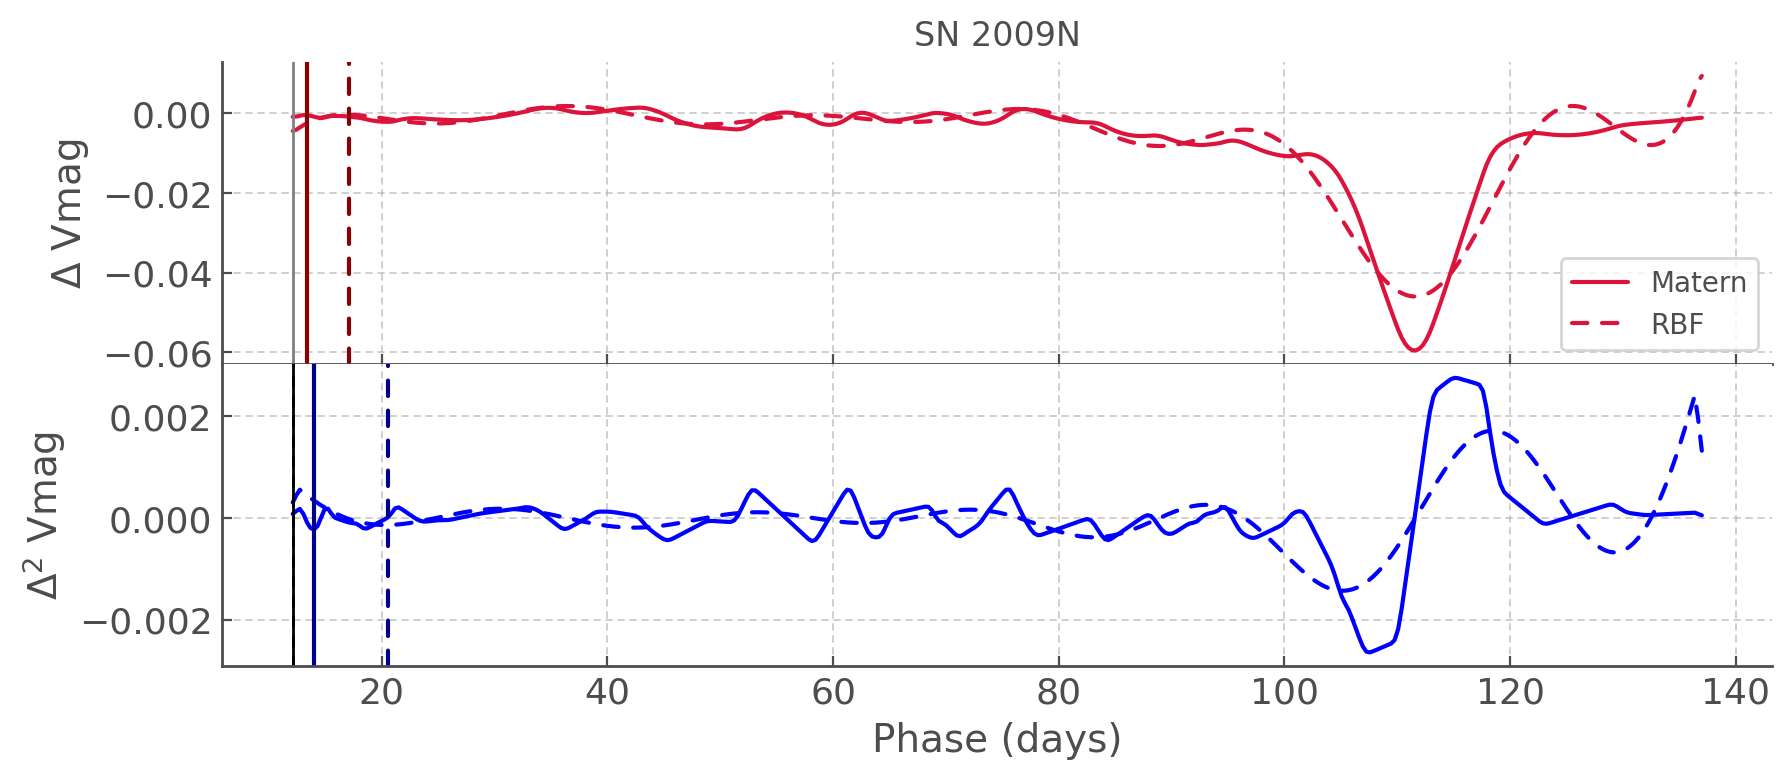 SN 2009N
Δ Vmag
0.00
−0.02
−0.04
−0.06
Matern
RBF
Δ² Vmag
0.002
0.000
−0.002
20 40 60 80 100 120 140
Phase (days)